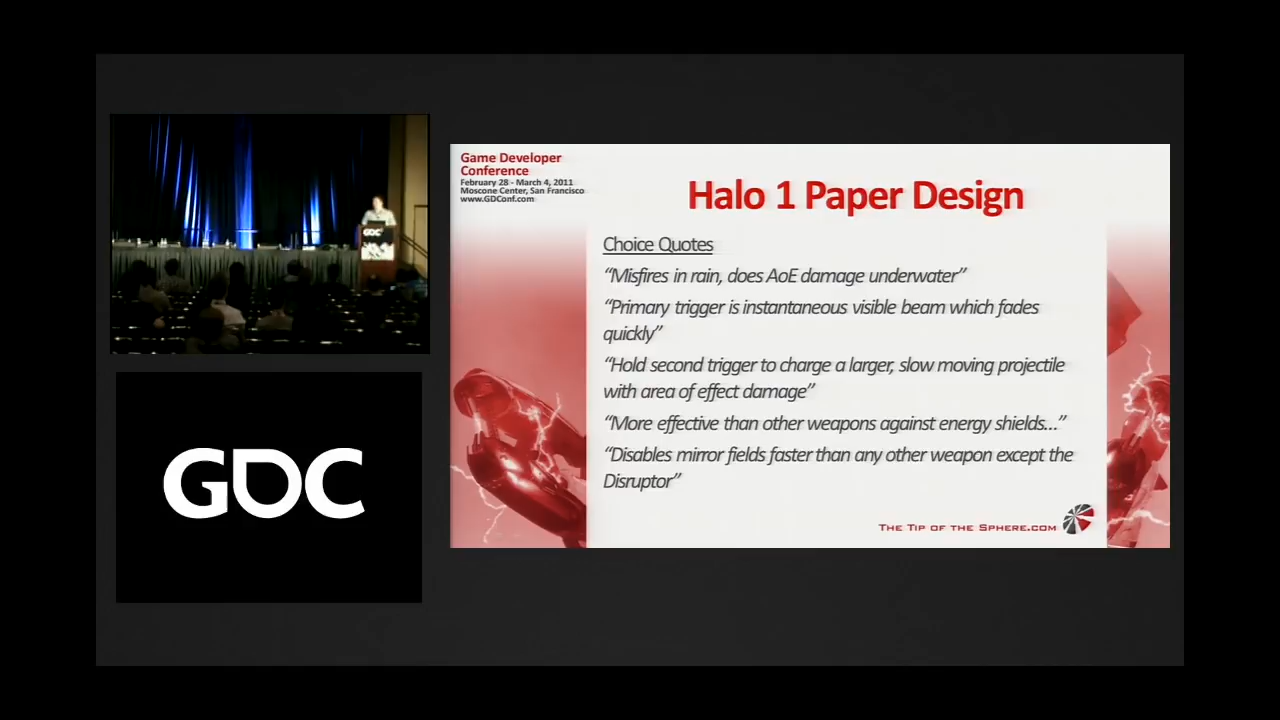 GDC
GDC
Game Developer
Conference
February 28 - March 4, 2011
Moscone Center, San Francisco
www.GDConf.com
Halo 1 Paper Design
Choice Quotes
“Misfires in rain, does AoE damage underwater”
“Primary trigger is instantaneous visible beam which fades
quickly”
“Hold second trigger to charge a larger, slow moving projectile
with area of effect damage”
“More effective than other weapons against energy shields…”
“Disables mirror fields faster than any other weapon except the
Disruptor”
The Tip of the Sphere.com